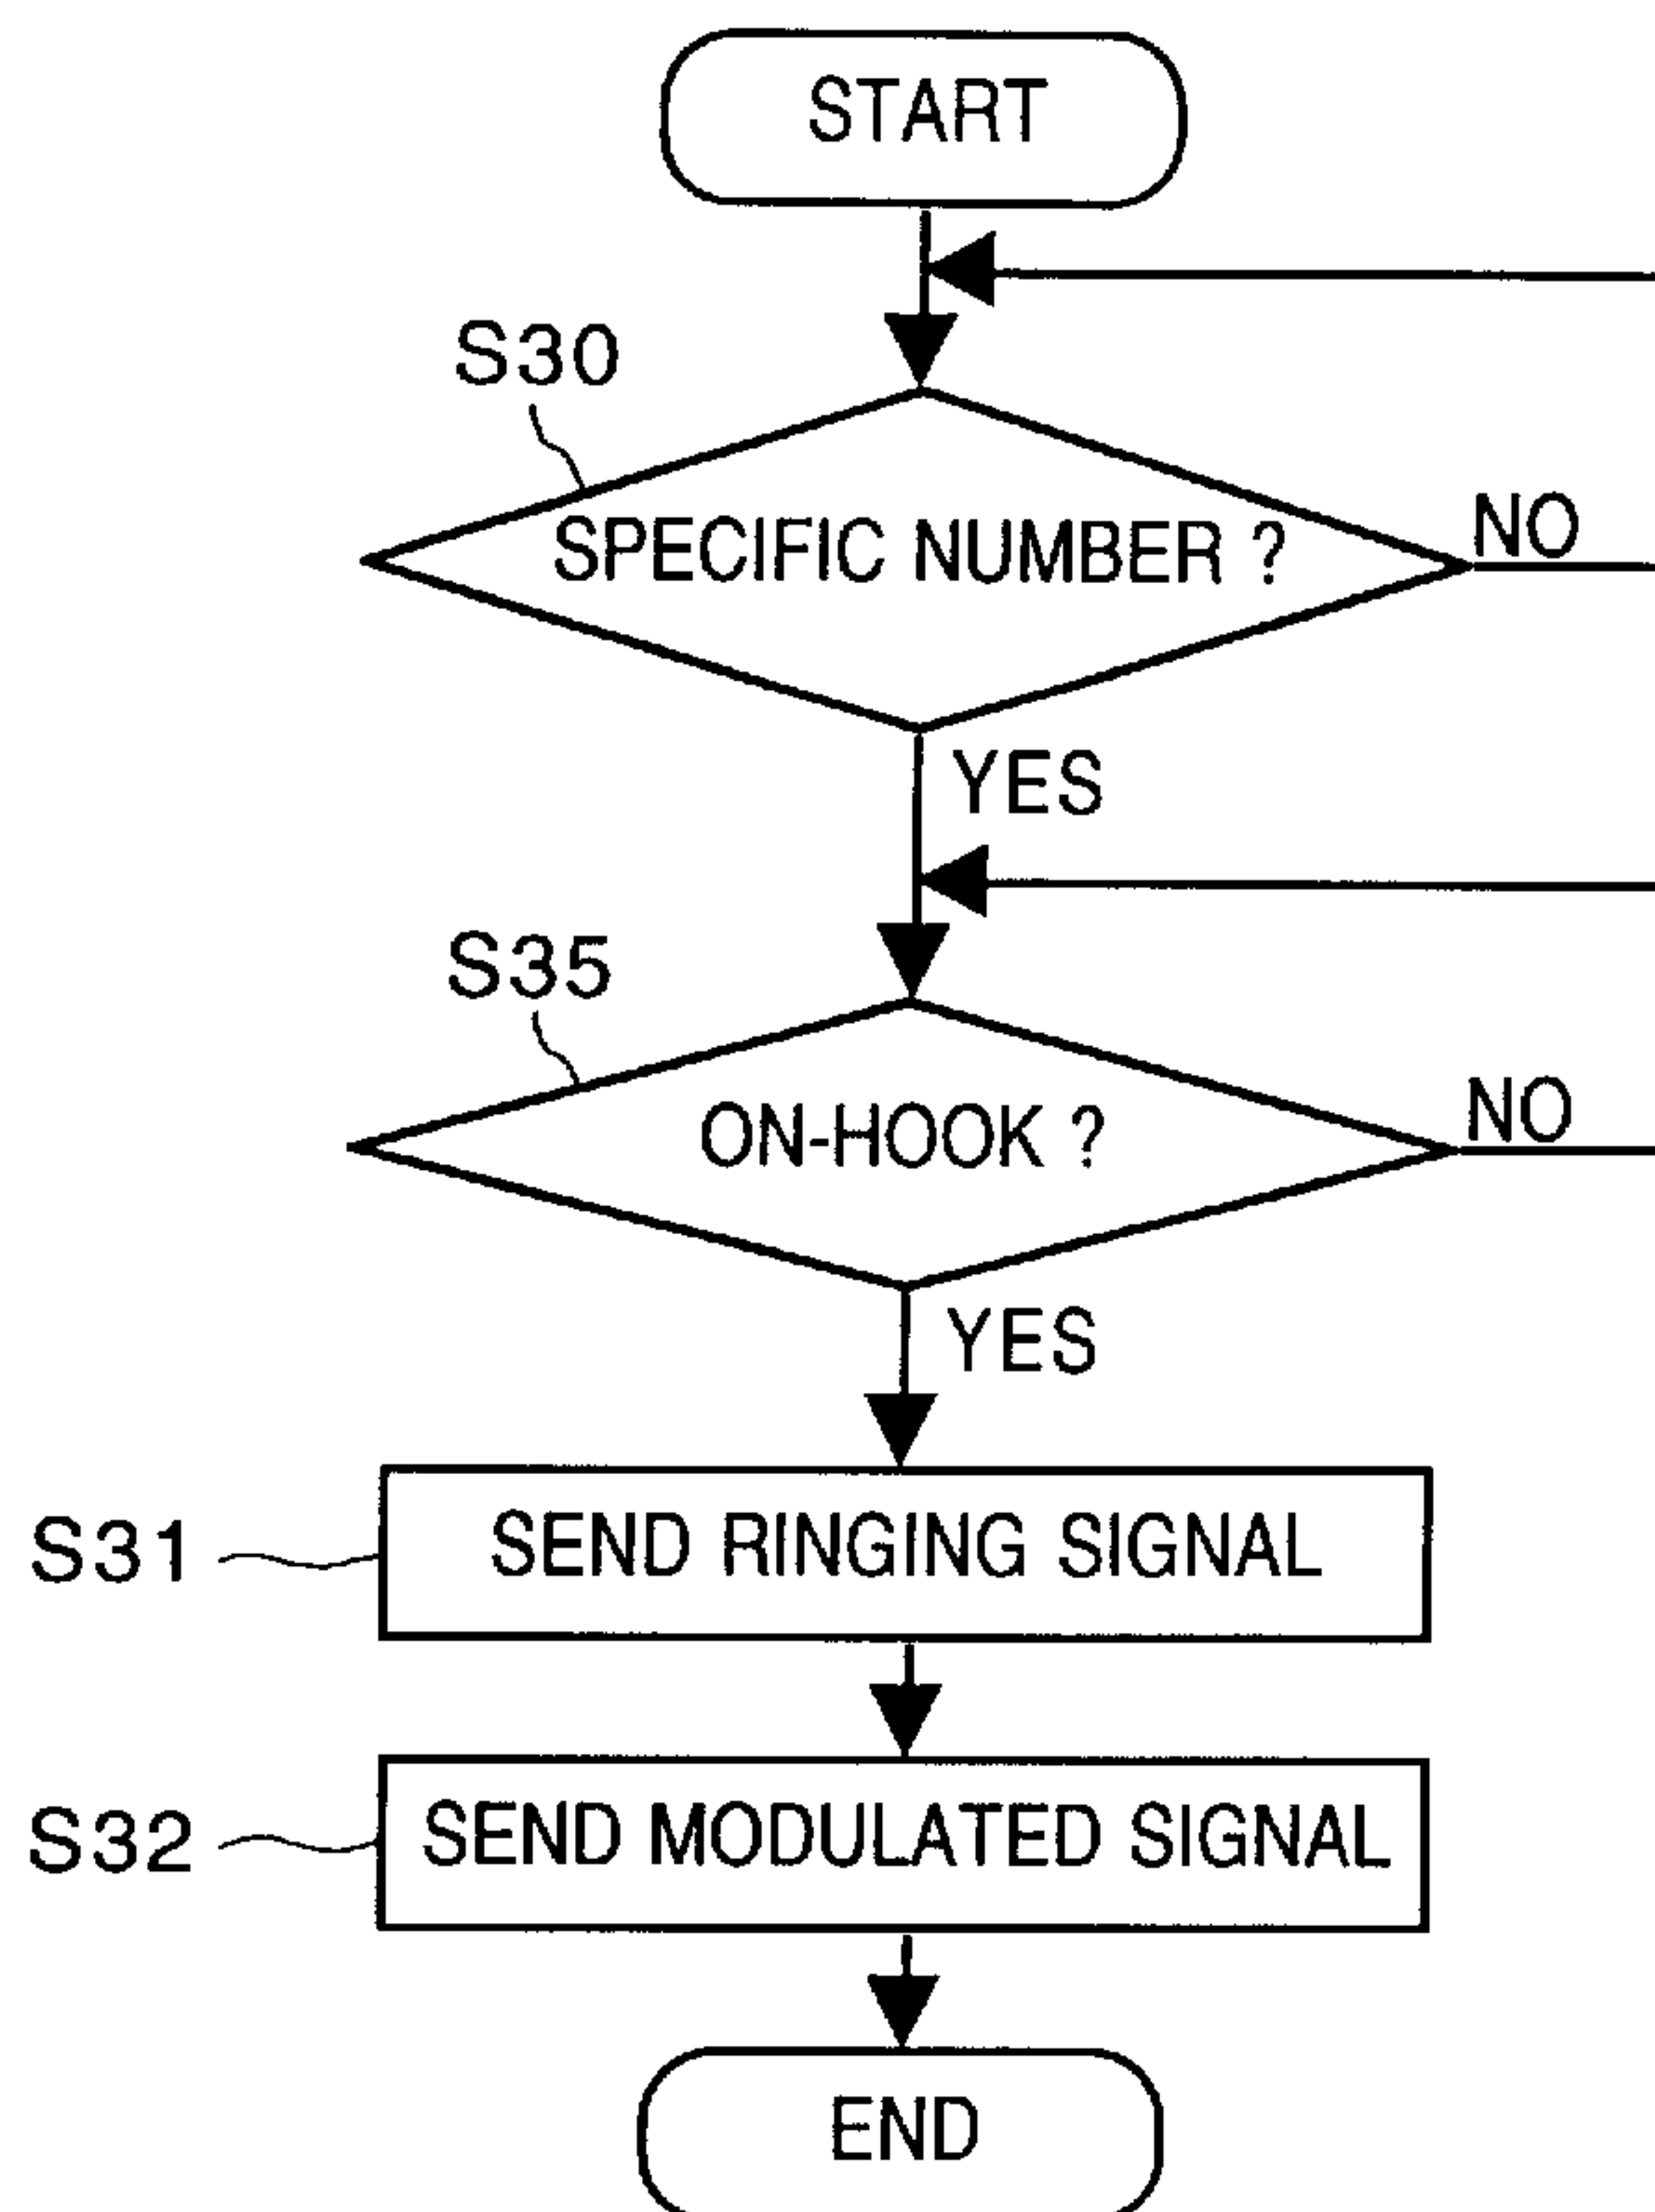 START
S30
SPECIFIC NUMBER ?
NO
YES
S35
ON-HOOK ?
NO
YES
S31
SEND RINGING SIGNAL
S32
SEND MODULATED SIGNAL
END